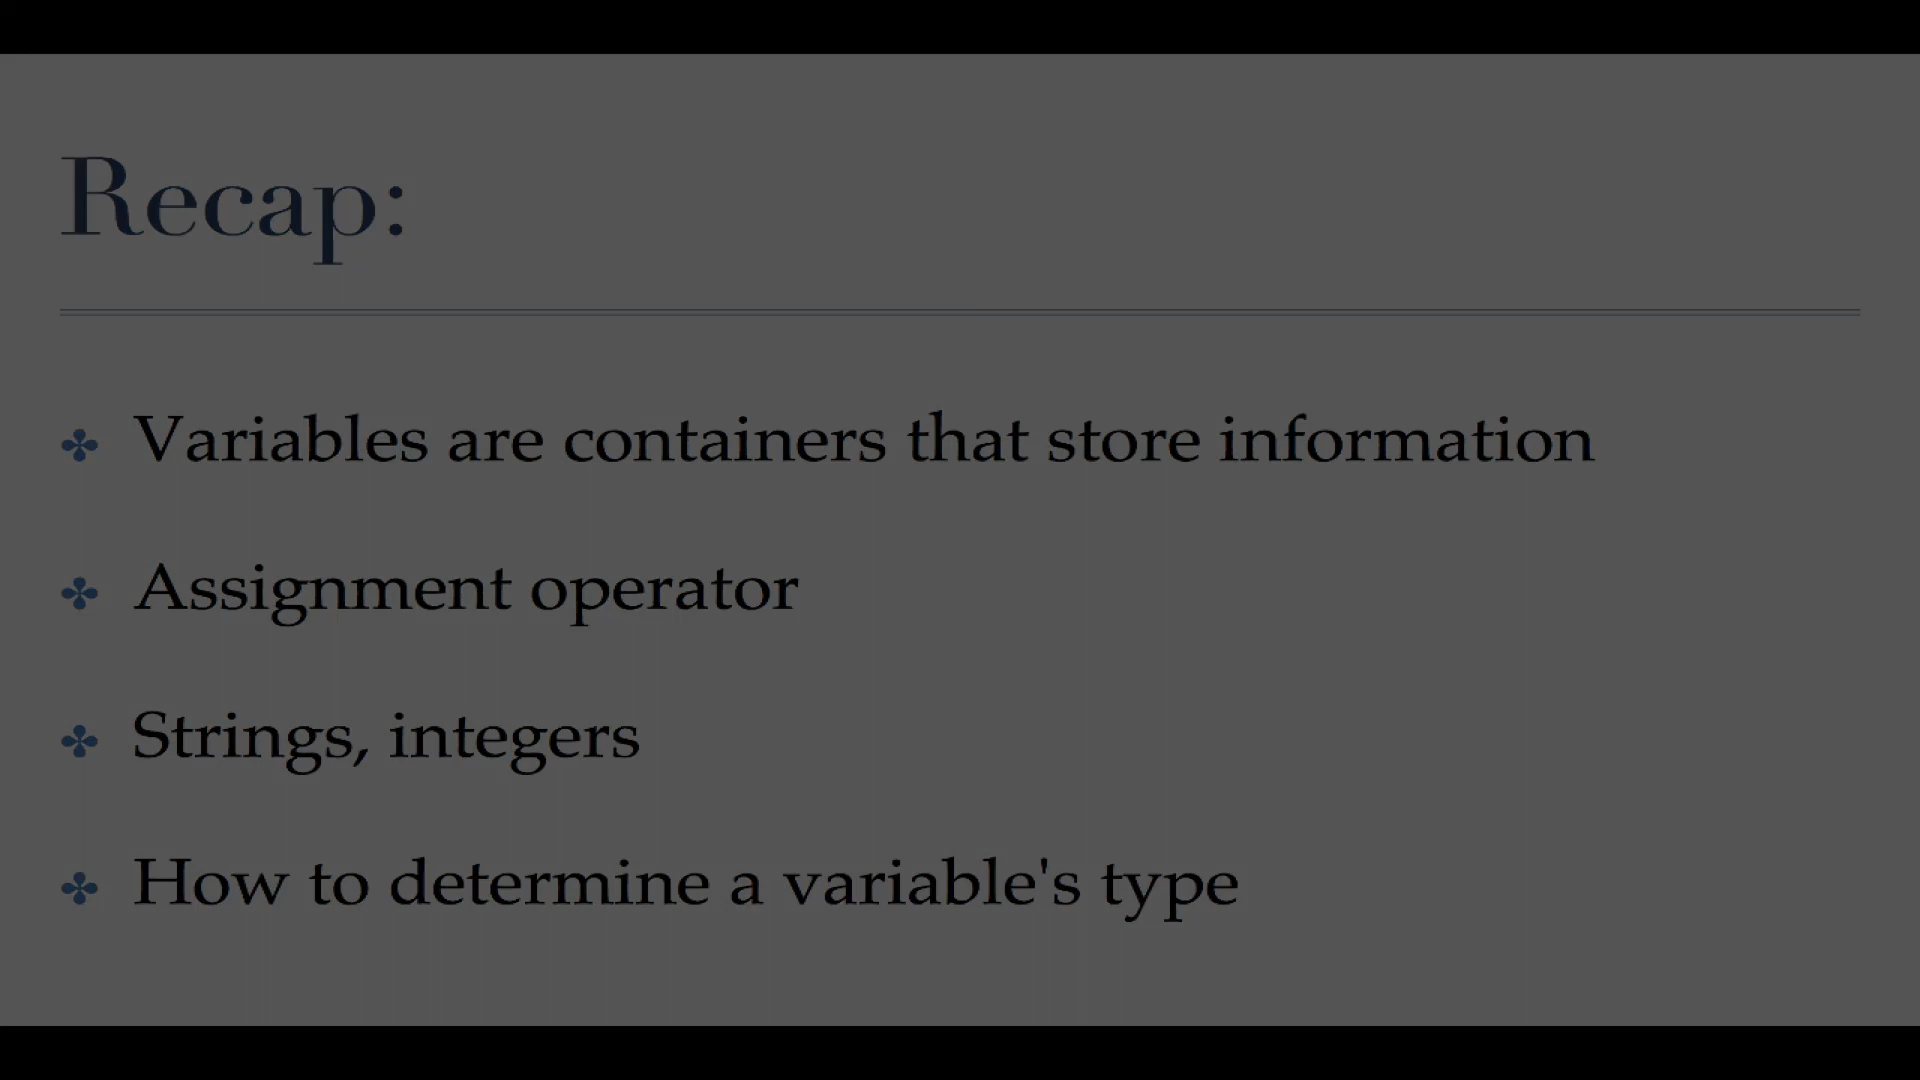 Recap:
Variables are containers that store information
Assignment operator
Strings, integers
How to determine a variable's type